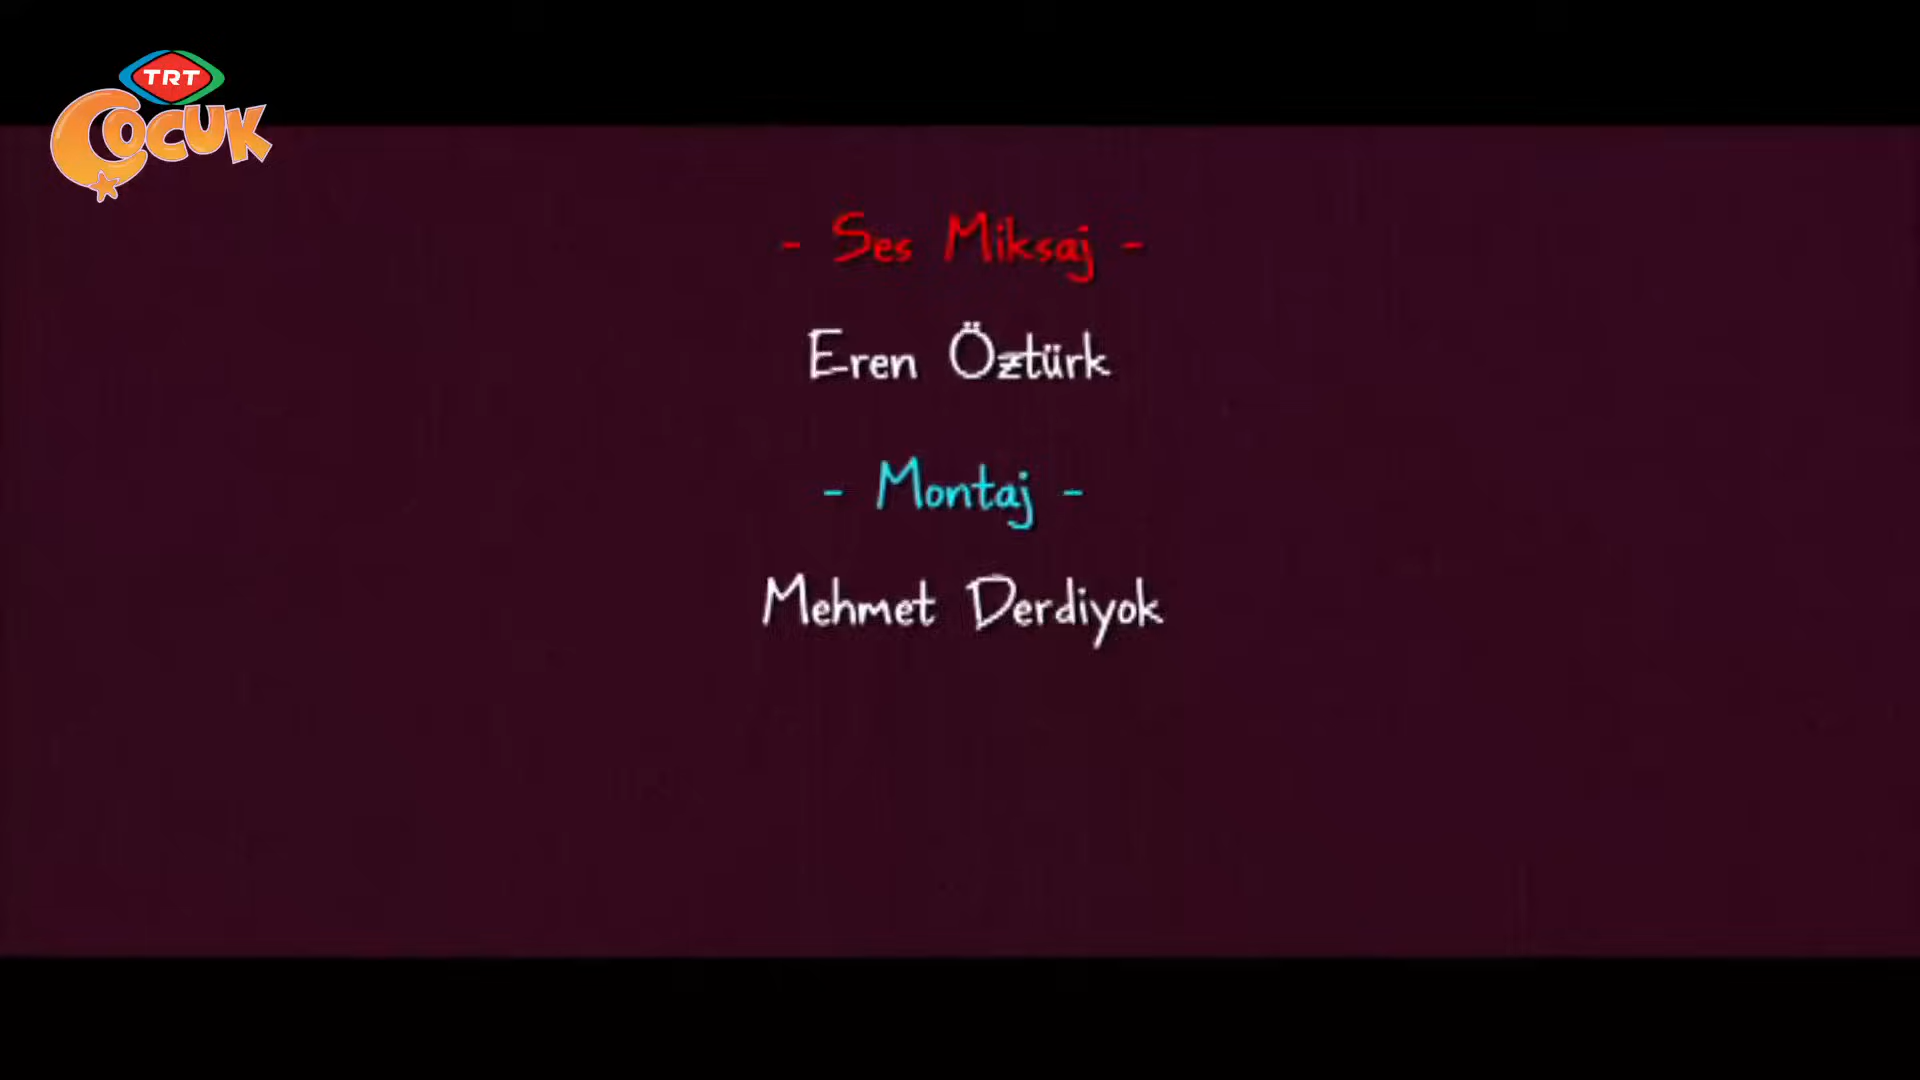 TRT
ÇOCUK
- Ses Miksaj -
Eren Öztürk
- Montaj -
Mehmet Derdiyok